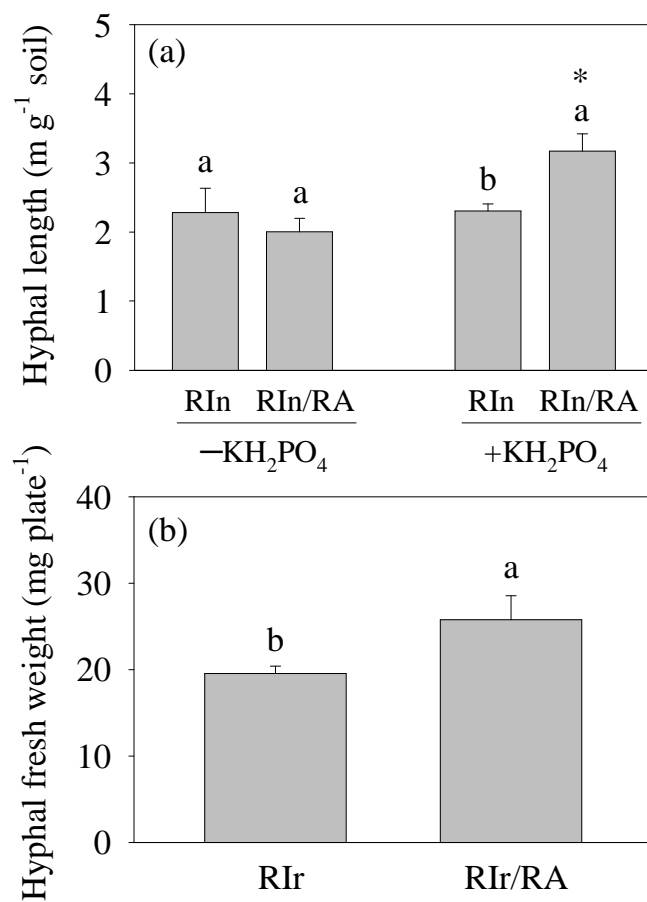 (a)
Hyphal length (m g⁻¹ soil)
5
4
3
2
1
0
a
a
b
*
a
RIn RIn/RA RIn RIn/RA
−KH₂PO₄ +KH₂PO₄
(b)
Hyphal fresh weight (mg plate⁻¹)
40
30
20
10
0
b
a
RIr RIr/RA